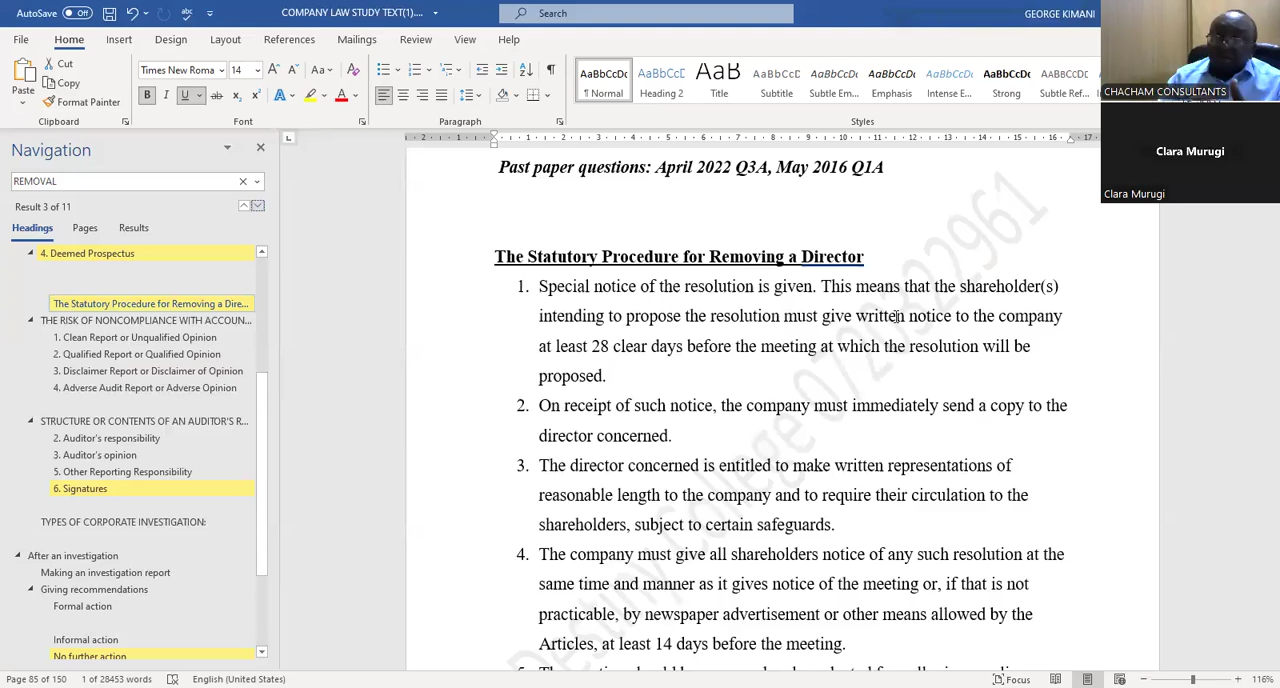 AutoSave Off
COMPANY LAW STUDY TEXT(1)....
Search
GEORGE KIMANI
File Home Insert Design Layout References Mailings Review View Help
Paste
Cut
Copy
Format Painter
Clipboard
Times New Roma 14
Font
Paragraph
AaBbCcDc ¶ Normal
AaBbCcD Heading 2
AaB Title
AaBbCcD Subtitle
AaBbCcDc Subtle Em...
AaBbCcDc Emphasis
AaBbCcDc Intense E...
AaBbCcDc Strong
AaBbCcDc Subtle Ref...
Styles
CHACHAM CONSULTANTS
Clara Murugi
Clara Murugi
Navigation
REMOVAL
Result 3 of 11
Headings Pages Results
4. Deemed Prospectus
The Statutory Procedure for Removing a Dire...
THE RISK OF NONCOMPLIANCE WITH ACCOUN...
1. Clean Report or Unqualified Opinion
2. Qualified Report or Qualified Opinion
3. Disclaimer Report or Disclaimer of Opinion
4. Adverse Audit Report or Adverse Opinion
STRUCTURE OR CONTENTS OF AN AUDITOR'S R...
2. Auditor's responsibility
3. Auditor's opinion
5. Other Reporting Responsibility
6. Signatures
TYPES OF CORPORATE INVESTIGATION:
After an investigation
Making an investigation report
Giving recommendations
Formal action
Informal action
No further action
Past paper questions: April 2022 Q3A, May 2016 Q1A
The Statutory Procedure for Removing a Director
1. Special notice of the resolution is given. This means that the shareholder(s)
intending to propose the resolution must give written notice to the company
at least 28 clear days before the meeting at which the resolution will be
proposed.
2. On receipt of such notice, the company must immediately send a copy to the
director concerned.
3. The director concerned is entitled to make written representations of
reasonable length to the company and to require their circulation to the
shareholders, subject to certain safeguards.
4. The company must give all shareholders notice of any such resolution at the
same time and manner as it gives notice of the meeting or, if that is not
practicable, by newspaper advertisement or other means allowed by the
Articles, at least 14 days before the meeting.
Destiny College 0720322961
Page 85 of 150 1 of 28453 words English (United States) Focus 116%